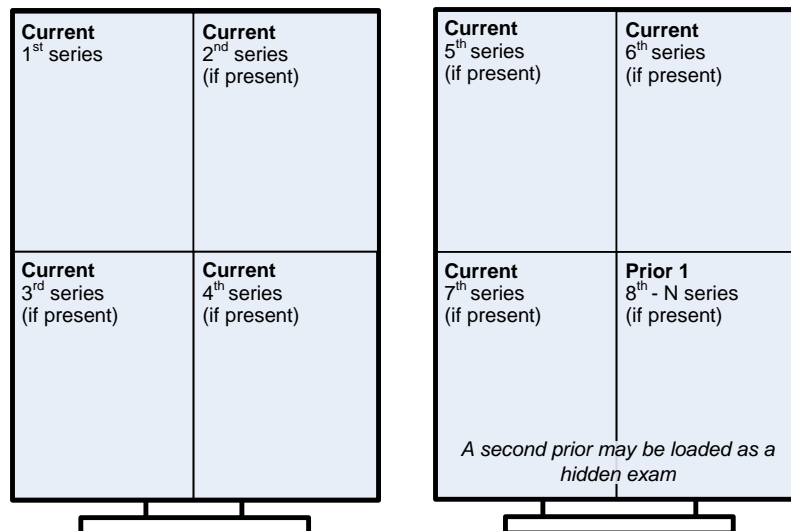 Current
1st series
Current
2nd series
(if present)
Current
3rd series
(if present)
Current
4th series
(if present)
Current
5th series
(if present)
Current
6th series
(if present)
Current
7th series
(if present)
Prior 1
8th - N series
(if present)
A second prior may be loaded as a
hidden exam